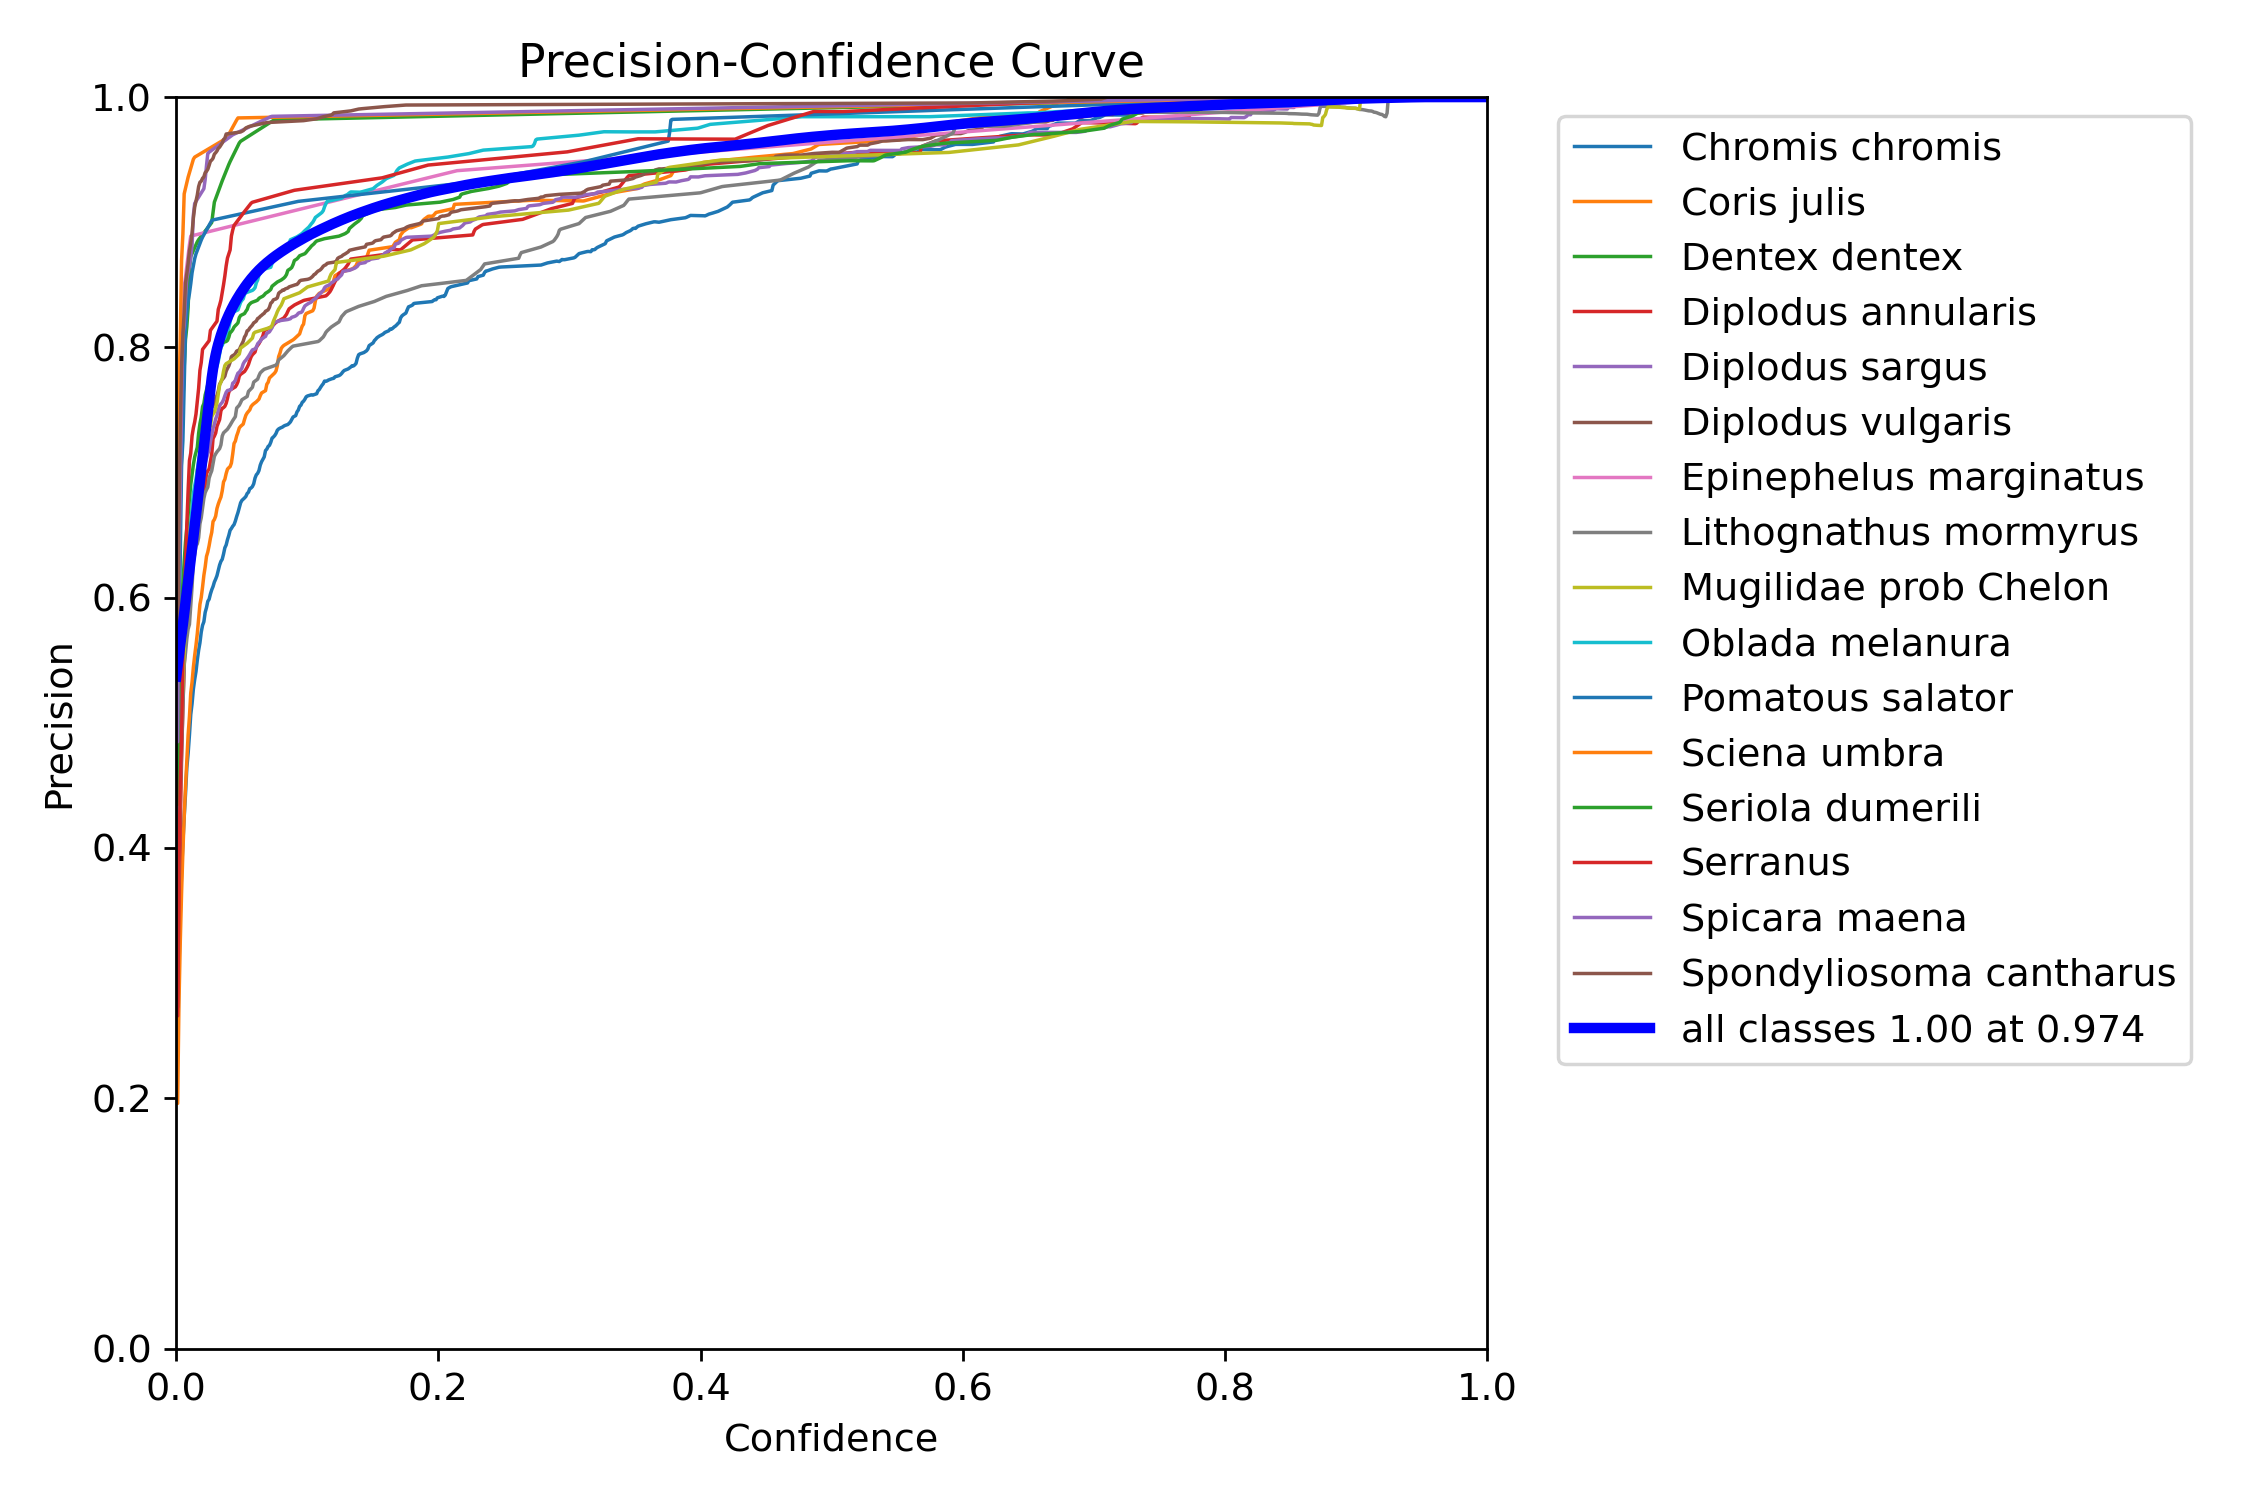 Precision-Confidence Curve
1.0
0.8
0.6
0.4
0.2
0.0
Precision
0.0 0.2 0.4 0.6 0.8 1.0
Confidence
Chromis chromis
Coris julis
Dentex dentex
Diplodus annularis
Diplodus sargus
Diplodus vulgaris
Epinephelus marginatus
Lithognathus mormyrus
Mugilidae prob Chelon
Oblada melanura
Pomatous salator
Sciena umbra
Seriola dumerili
Serranus
Spicara maena
Spondyliosoma cantharus
all classes 1.00 at 0.974